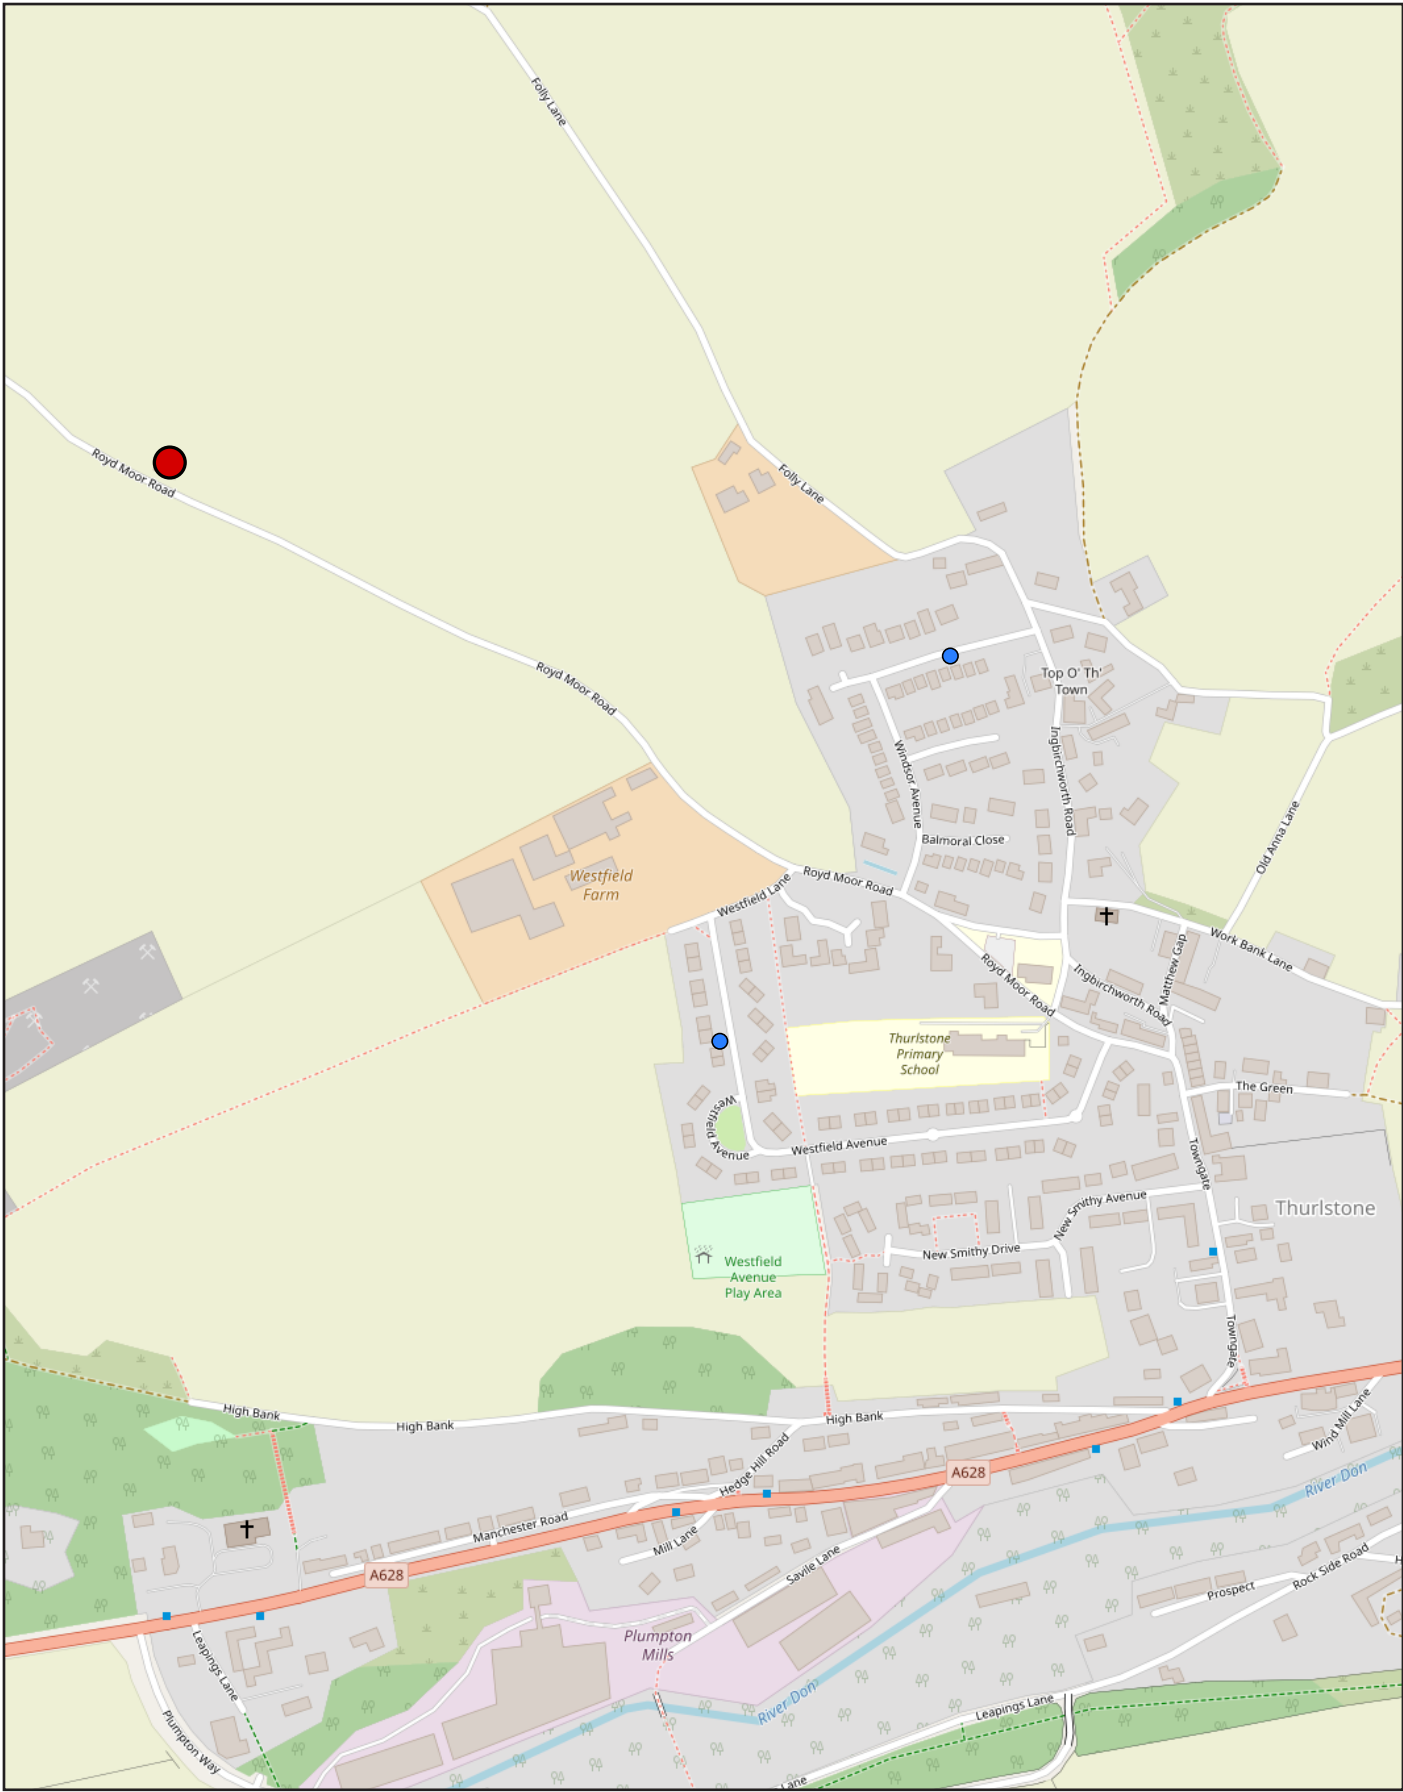 Folly Lane
Royd Moor Road
Folly Lane
Top O' Th'
Town
Royd Moor Road
Ingbirchworth Road
Windsor Avenue
Balmoral Close
Old Anna Lane
Westfield
Farm
Royd Moor Road
Westfield Lane
Work Bank Lane
Matthew Gap
Royd Moor Road
Ingbirchworth Road
Thurlstone
Primary
School
The Green
Westfield Avenue
Westfield Avenue
Towngate
New Smithy Avenue
Thurlstone
New Smithy Drive
Westfield
Avenue
Play Area
Towngate
High Bank
High Bank
High Bank
Wind Mill Lane
Hedge Hill Road
A628
River Don
Manchester Road
Mill Lane
Savile Lane
A628
Rock Side Road
H
Prospect
Plumpton
Mills
Leapings Lane
River Don
Leapings Lane
Plumpton Way
Lane